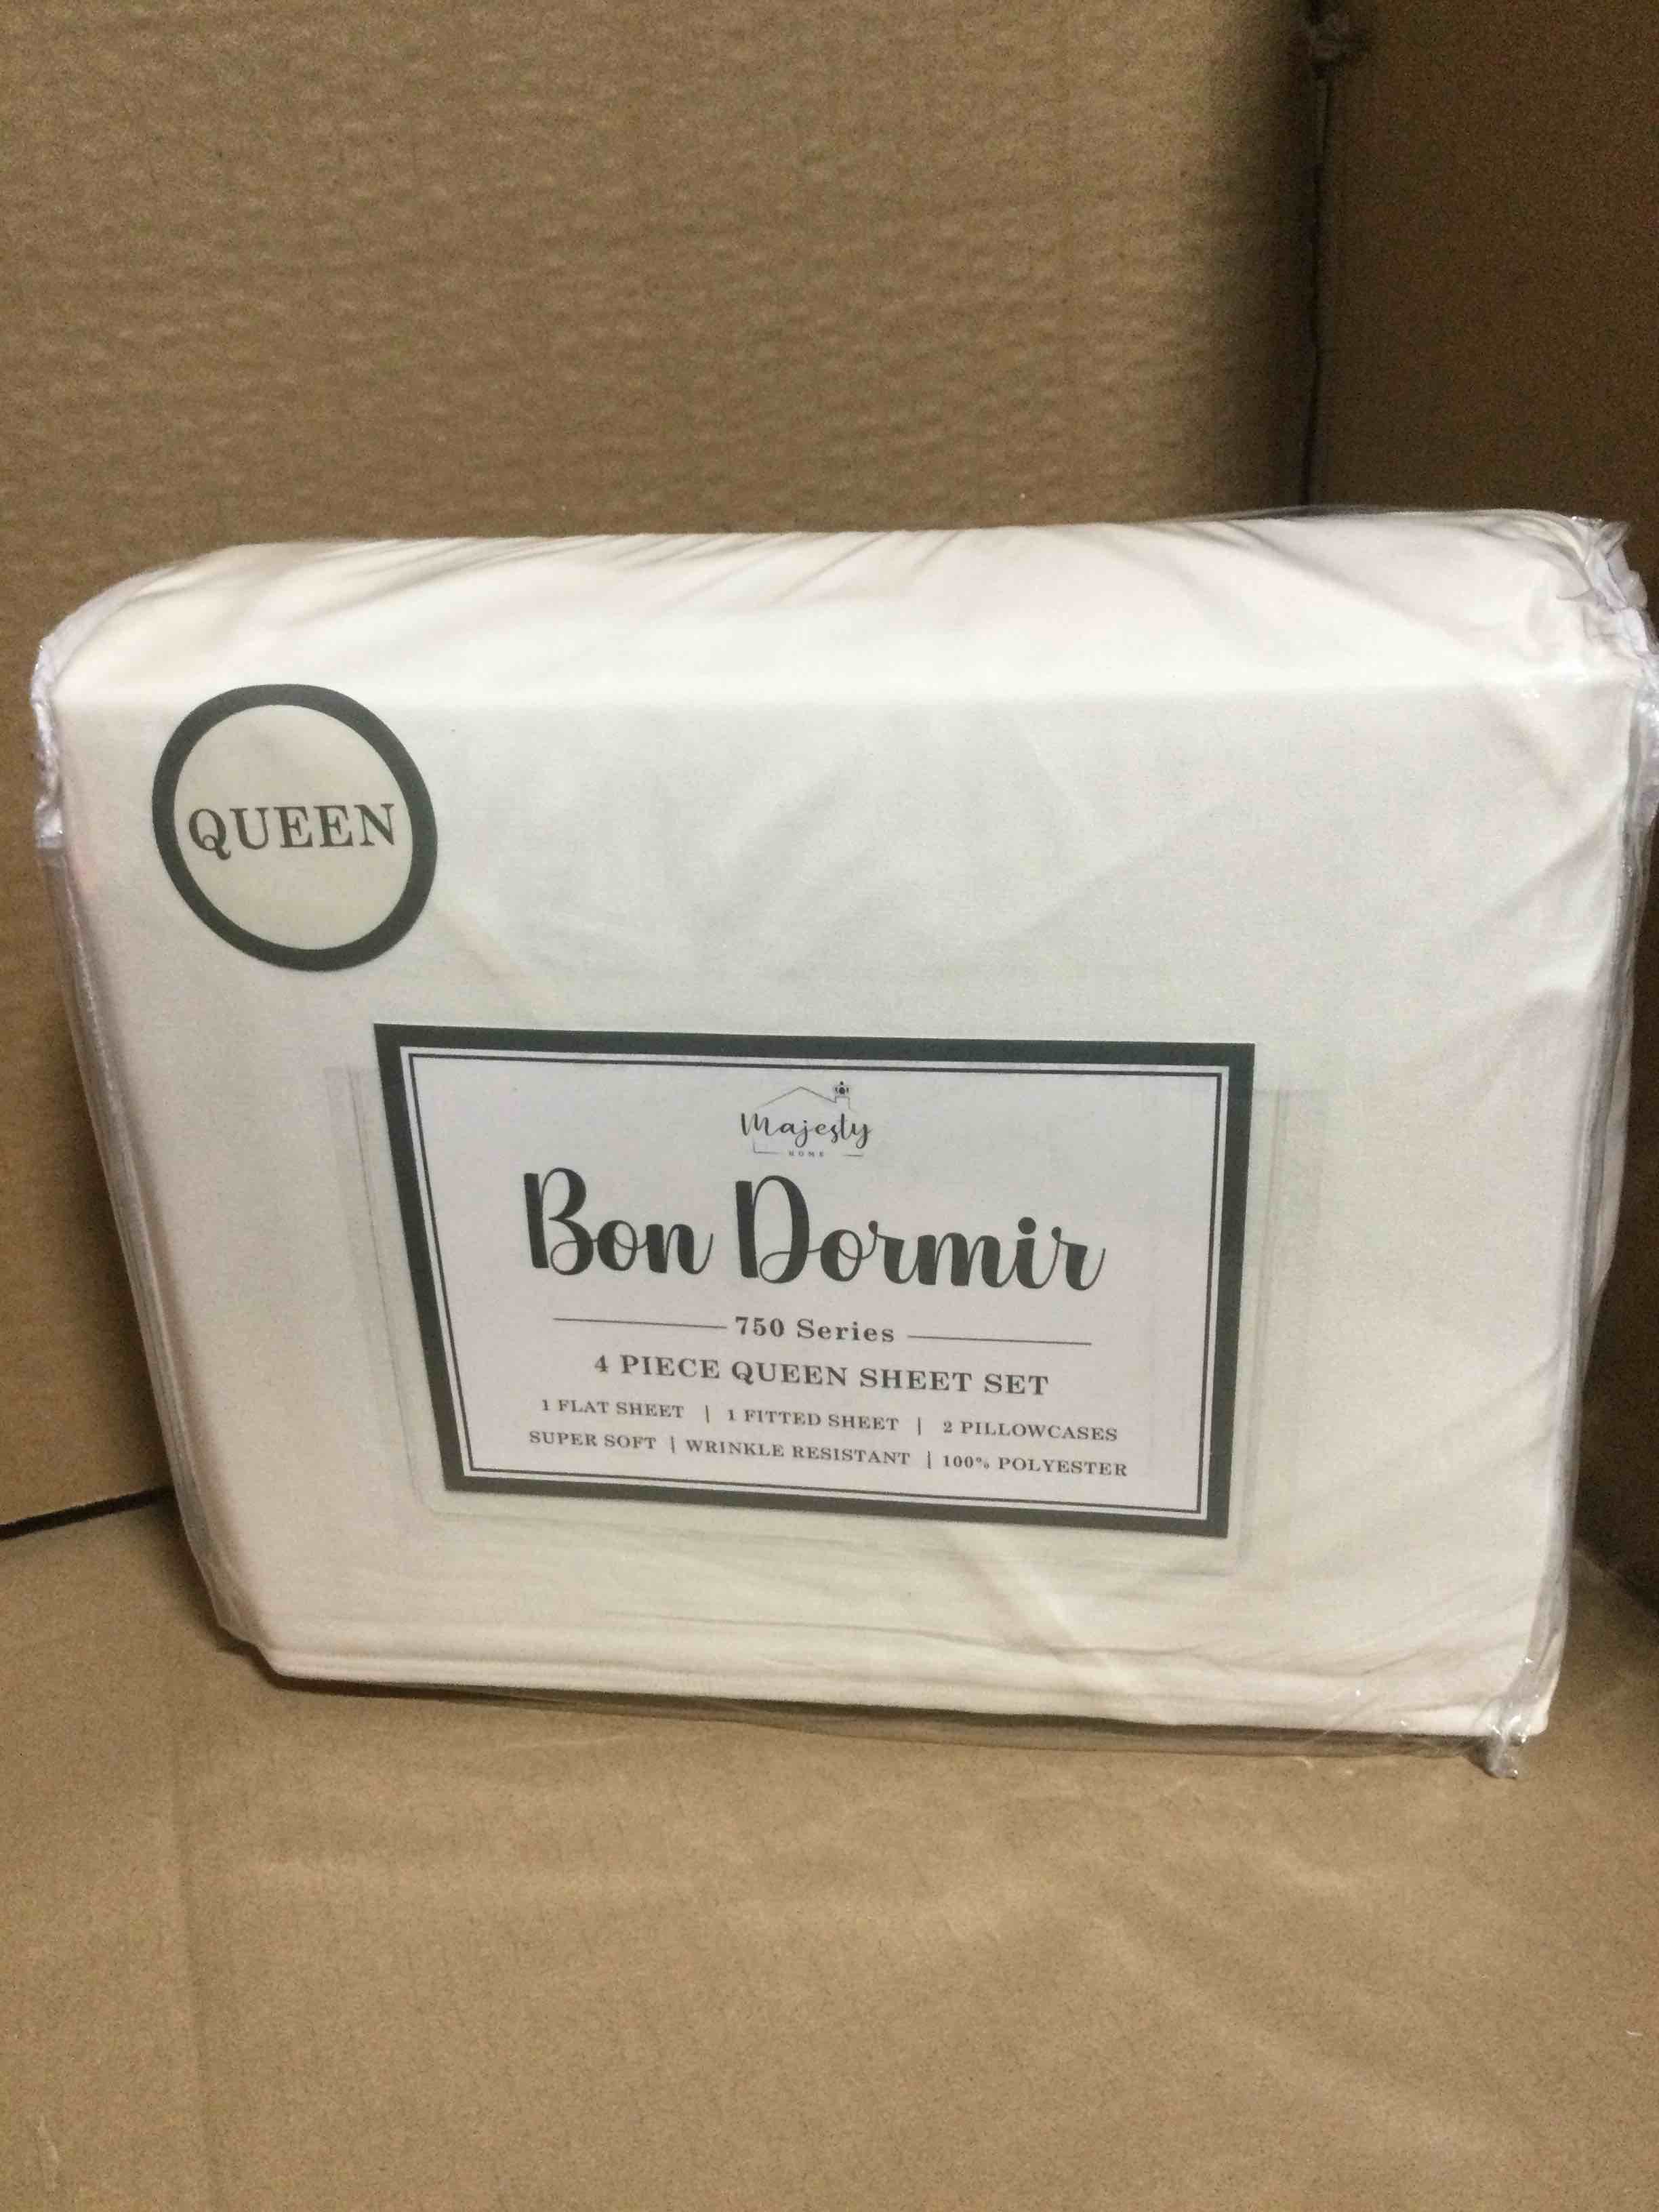 QUEEN
Majesty
HOME
Bon Dormir
750 Series
4 PIECE QUEEN SHEET SET
1 FLAT SHEET | 1 FITTED SHEET | 2 PILLOWCASES
SUPER SOFT | WRINKLE RESISTANT | 100% POLYESTER